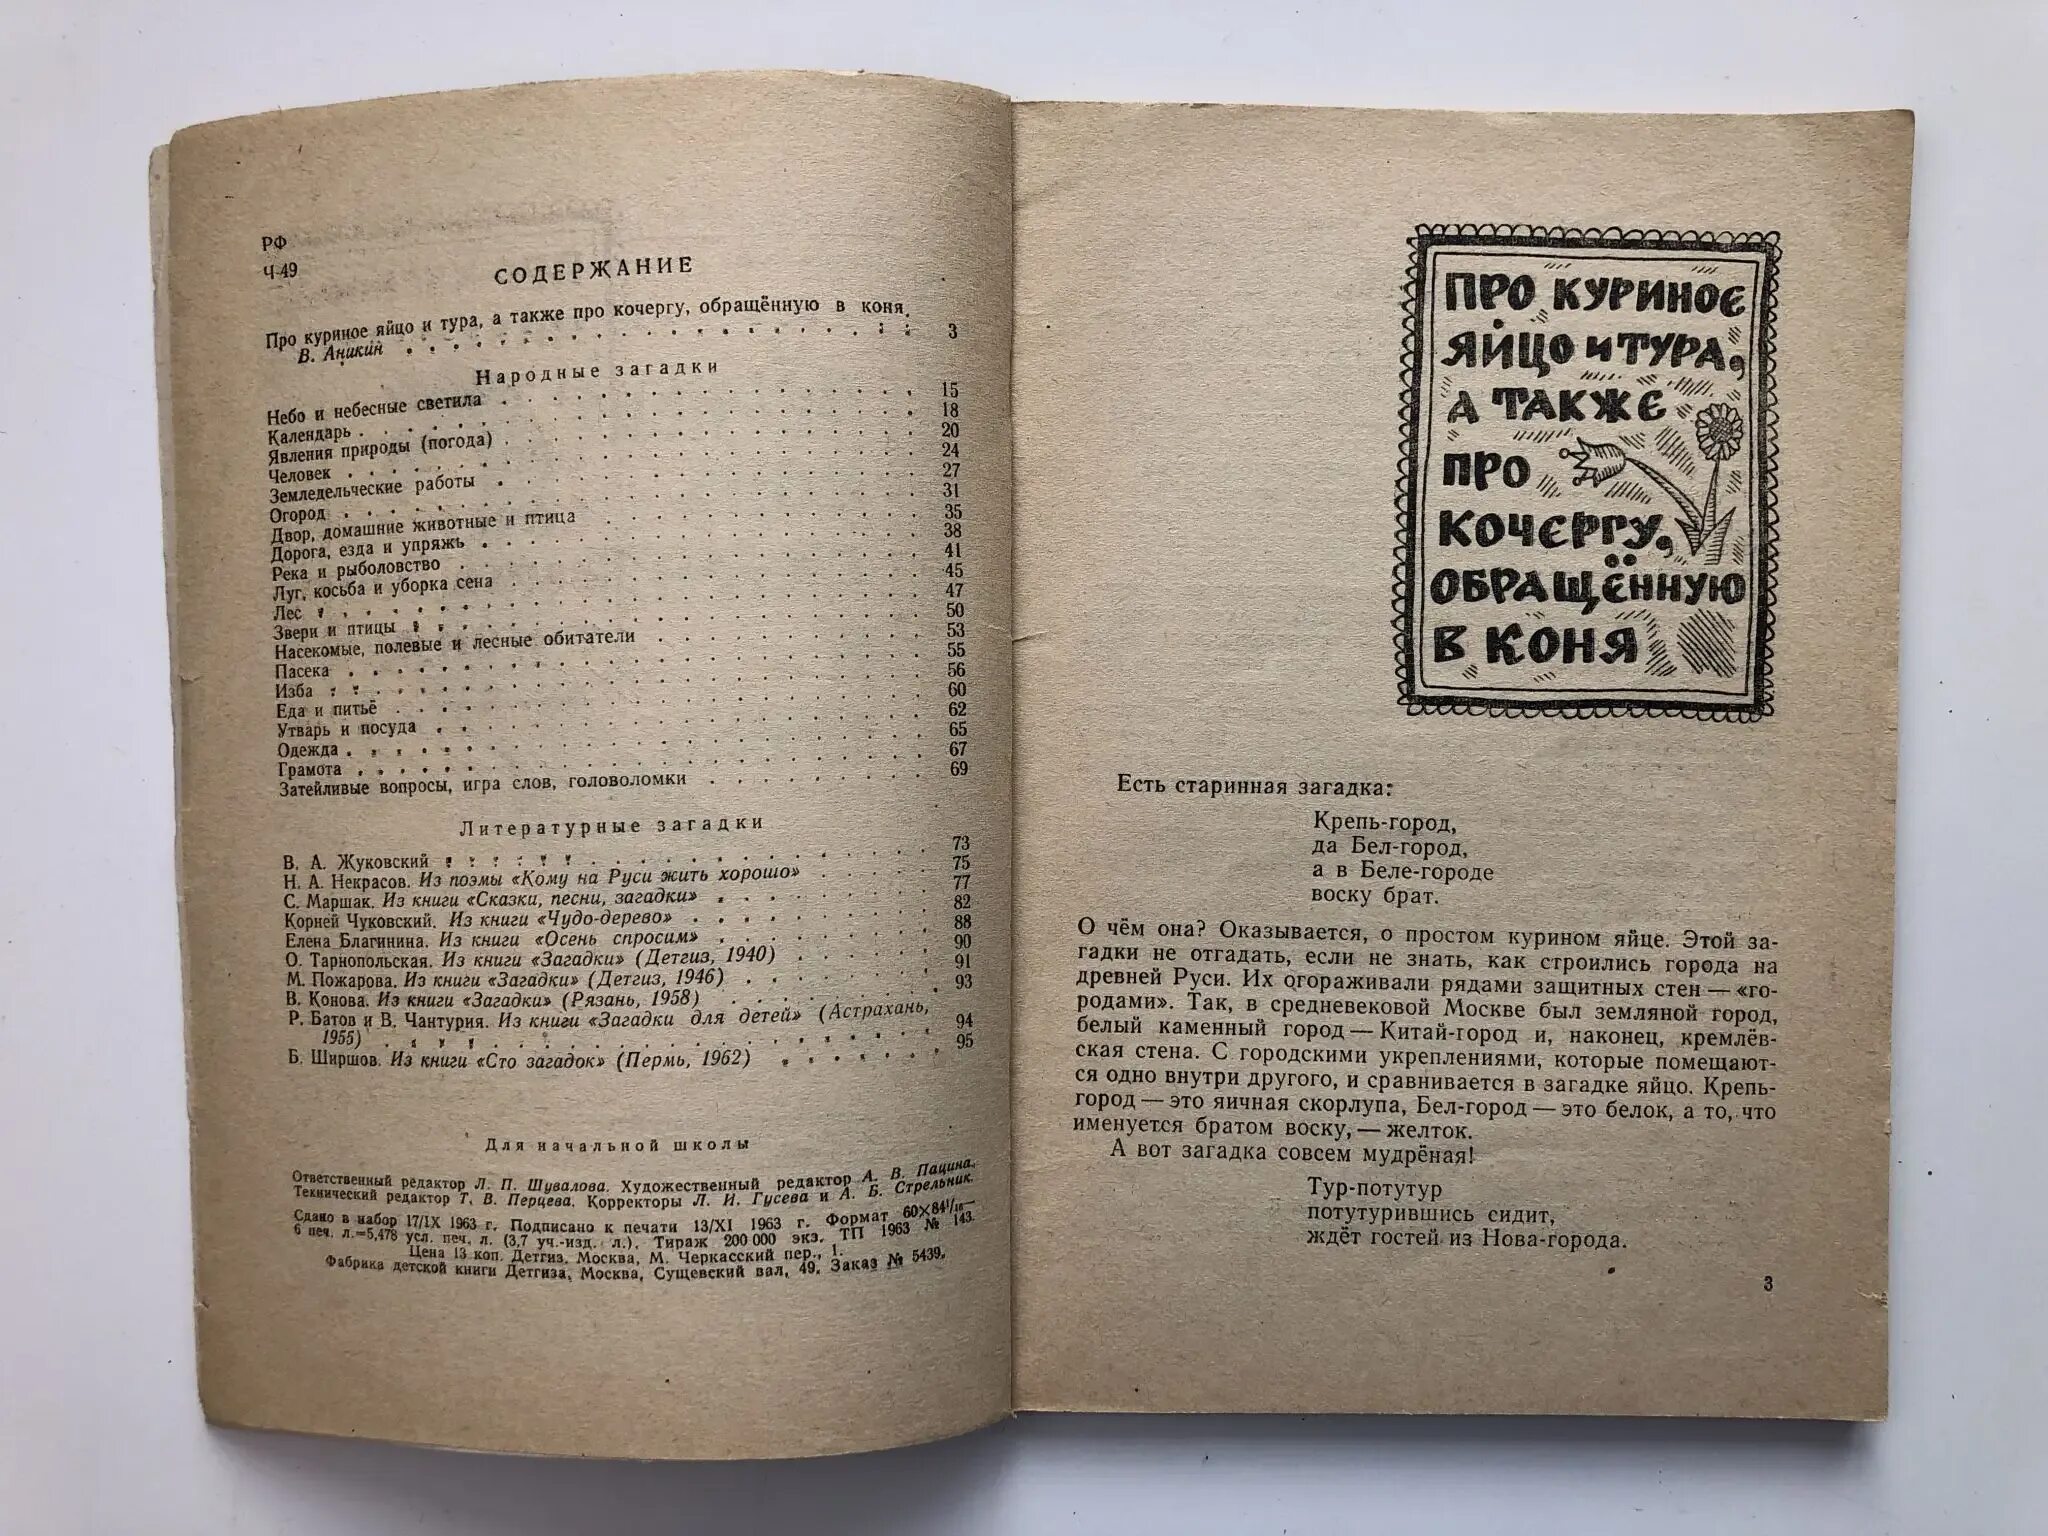 РФ
Ч-49
СОДЕРЖАНИЕ
Про куриное яйцо и тура, а также про кочергу, обращённую в коня.
В. Аникин . . . . . . . . . . . . . . . . 3
Народные загадки
Небо и небесные светила . . . . . . . . . . . 15
Календарь . . . . . . . . . . . . . . . . 18
Явления природы (погода) . . . . . . . . . . . 20
Человек . . . . . . . . . . . . . . . . 24
Земледельческие работы . . . . . . . . . . . 27
Огород . . . . . . . . . . . . . . . . 31
Двор, домашние животные и птица . . . . . . . . 35
Дорога, езда и упряжь . . . . . . . . . . . . 38
Река и рыболовство . . . . . . . . . . . . 41
Луг, косьба и уборка сена . . . . . . . . . . 45
Лес . . . . . . . . . . . . . . . . 47
Звери и птицы . . . . . . . . . . . . . . 50
Насекомые, полевые и лесные обитатели . . . . . . 53
Пасека . . . . . . . . . . . . . . . . 55
Изба . . . . . . . . . . . . . . . . 56
Еда и питьё . . . . . . . . . . . . . . 60
Утварь и посуда . . . . . . . . . . . . . 62
Одежда . . . . . . . . . . . . . . . . 65
Грамота . . . . . . . . . . . . . . . . 67
Затейливые вопросы, игра слов, головоломки . . . . . 69
Литературные загадки
В. А. Жуковский . . . . . . . . . . . . . 73
Н. А. Некрасов. Из поэмы «Кому на Руси жить хорошо» . . . . 75
С. Маршак. Из книги «Сказки, песни, загадки» . . . . . 77
Корней Чуковский. Из книги «Чудо-дерево» . . . . . . 82
Елена Благинина. Из книги «Осень спросим» . . . . . 88
О. Тарнопольская. Из книги «Загадки» (Детгиз, 1940) . . . . 90
М. Пожарова. Из книги «Загадки» (Детгиз, 1946) . . . . . 91
В. Конова. Из книги «Загадки» (Рязань, 1958) . . . . . 93
Р. Батов и В. Чантурия. Из книги «Загадки для детей» (Астрахань,
1955) . . . . . . . . . . . . . . . . 94
Б. Ширшов. Из книги «Сто загадок» (Пермь, 1962) . . . . . 95
Для начальной школы
Ответственный редактор Л. П. Шувалова. Художественный редактор А. В. Пацина.
Технический редактор Т. В. Перцева. Корректоры Л. И. Гусева и А. Б. Стрельник.
Сдано в набор 17/IX 1963 г. Подписано к печати 13/XI 1963 г. Формат 60×84¹/₁₆—
6 печ. л.=5,478 усл. печ. л. (3,7 уч.-изд. л.). Тираж 200 000 экз. ТП 1963 № 143.
Цена 13 коп. Детгиз. Москва, М. Черкасский пер., 1.
Фабрика детской книги Детгиза, Москва, Сущевский вал, 49. Заказ № 5439.
ПРО КУРИНОЕ
ЯЙЦО И ТУРА,
А ТАКЖЕ
ПРО
КОЧЕРГУ,
ОБРАЩЁННУЮ
В КОНЯ
Есть старинная загадка:
Крепь-город,
да Бел-город,
а в Беле-городе
воску брат.
О чём она? Оказывается, о простом курином яйце. Этой за-
гадки не отгадать, если не знать, как строились города на
древней Руси. Их огораживали рядами защитных стен — «го-
родами». Так, в средневековой Москве был земляной город,
белый каменный город — Китай-город и, наконец, кремлёв-
ская стена. С городскими укреплениями, которые помещают-
ся одно внутри другого, и сравнивается в загадке яйцо. Крепь-
город — это яичная скорлупа, Бел-город — это белок, а то, что
именуется братом воску, — желток.
А вот загадка совсем мудрёная!
Тур-потутур
потутурившись сидит,
ждёт гостей из Нова-города.
3